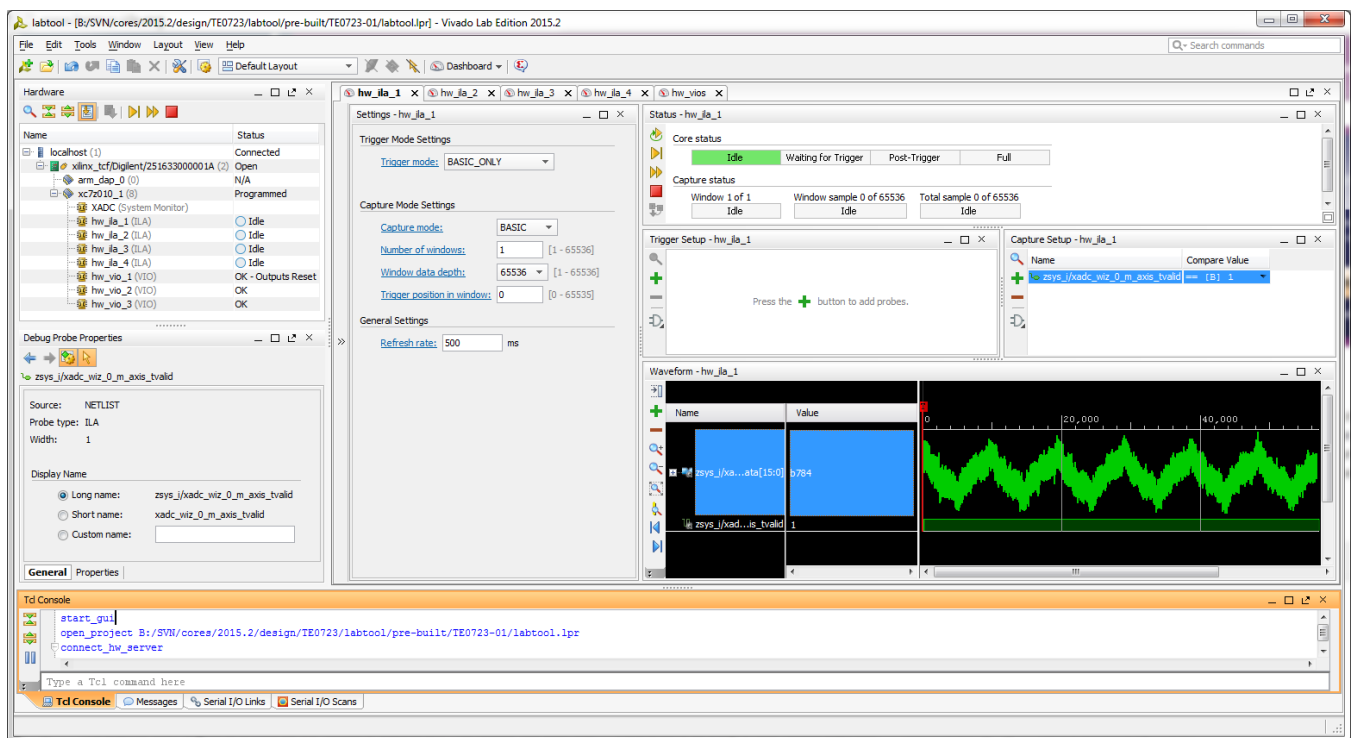 labtool - [B:/SVN/cores/2015.2/design/TE0723/labtool/pre-built/TE0723-01/labtool.lpr] - Vivado Lab Edition 2015.2
File Edit Tools Window Layout View Help
Search commands
Default Layout
Dashboard
Hardware
Name Status
localhost (1) Connected
xilinx_tcf/Digilent/251633000001A (2) Open
arm_dap_0 (0) N/A
xc7z010_1 (8) Programmed
XADC (System Monitor)
hw_ila_1 (ILA) Idle
hw_ila_2 (ILA) Idle
hw_ila_3 (ILA) Idle
hw_ila_4 (ILA) Idle
hw_vio_1 (VIO) OK - Outputs Reset
hw_vio_2 (VIO) OK
hw_vio_3 (VIO) OK
Debug Probe Properties
zsys_i/xadc_wiz_0_m_axis_tvalid
Source: NETLIST
Probe type: ILA
Width: 1
Display Name
Long name: zsys_i/xadc_wiz_0_m_axis_tvalid
Short name: xadc_wiz_0_m_axis_tvalid
Custom name:
General Properties
hw_ila_1 hw_ila_2 hw_ila_3 hw_ila_4 hw_vios
Settings - hw_ila_1
Trigger Mode Settings
Trigger mode: BASIC_ONLY
Capture Mode Settings
Capture mode: BASIC
Number of windows: 1 [1 - 65536]
Window data depth: 65536 [1 - 65536]
Trigger position in window: 0 [0 - 65535]
General Settings
Refresh rate: 500 ms
Status - hw_ila_1
Core status
Idle Waiting for Trigger Post-Trigger Full
Capture status
Window 1 of 1 Window sample 0 of 65536 Total sample 0 of 65536
Idle Idle Idle
Trigger Setup - hw_ila_1
Press the + button to add probes.
Capture Setup - hw_ila_1
Name Compare Value
zsys_i/xadc_wiz_0_m_axis_tvalid == [B] 1
Waveform - hw_ila_1
Name Value
0 20,000 40,000
zsys_i/xa...ata[15:0] b784
zsys_i/xad...is_tvalid 1
Tcl Console
start_gui
open_project B:/SVN/cores/2015.2/design/TE0723/labtool/pre-built/TE0723-01/labtool.lpr
connect_hw_server
Type a Tcl command here
Tcl Console Messages Serial I/O Links Serial I/O Scans